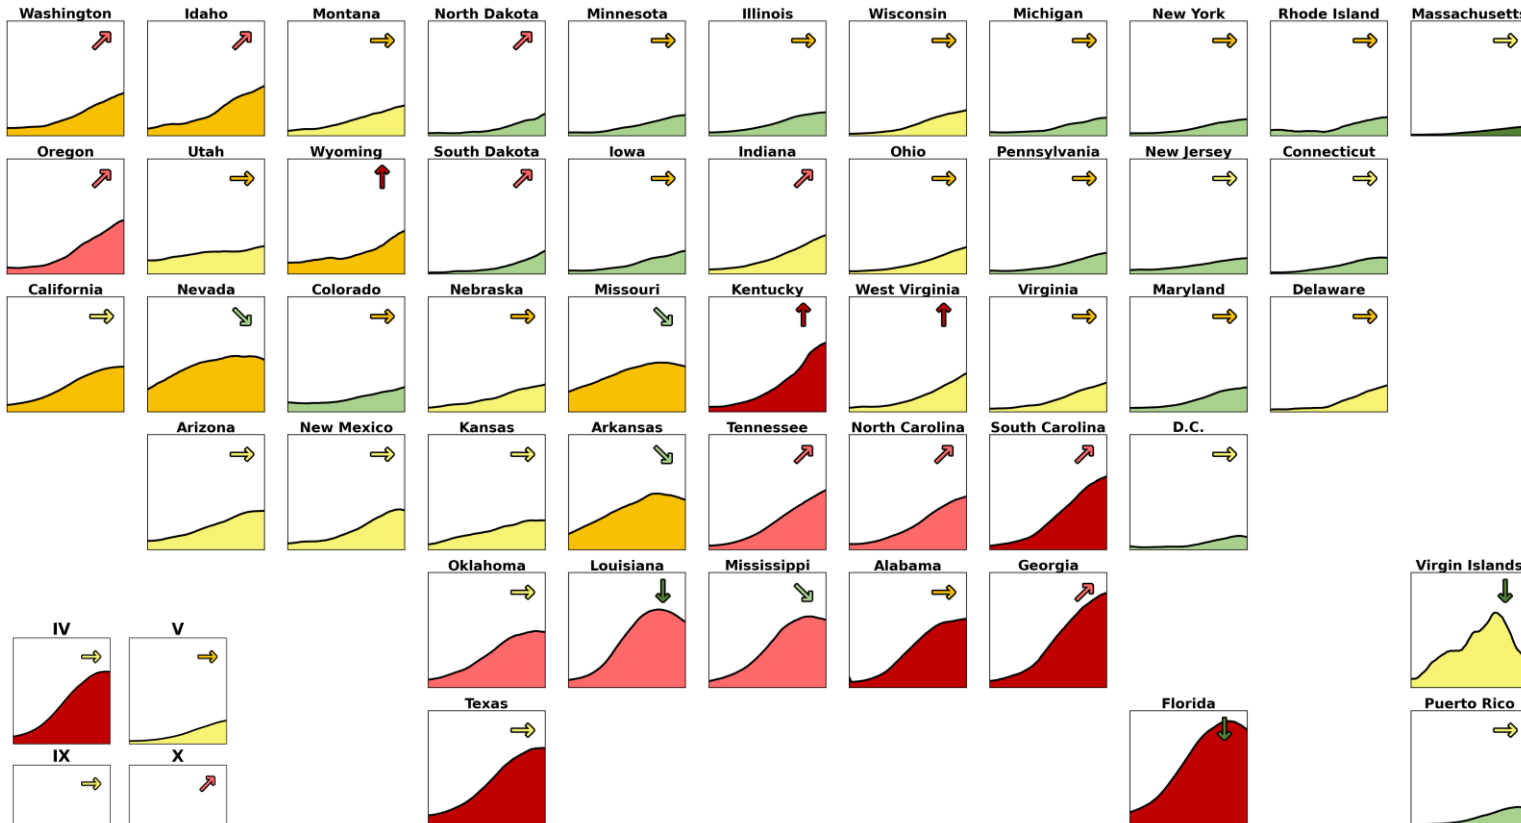 Washington
Idaho
Montana
North Dakota
Minnesota
Illinois
Wisconsin
Michigan
New York
Rhode Island
Massachusetts
Oregon
Utah
Wyoming
South Dakota
Iowa
Indiana
Ohio
Pennsylvania
New Jersey
Connecticut
California
Nevada
Colorado
Nebraska
Missouri
Kentucky
West Virginia
Virginia
Maryland
Delaware
Arizona
New Mexico
Kansas
Arkansas
Tennessee
North Carolina
South Carolina
D.C.
Oklahoma
Louisiana
Mississippi
Alabama
Georgia
Virgin Islands
IV
V
Texas
Florida
Puerto Rico
IX
X